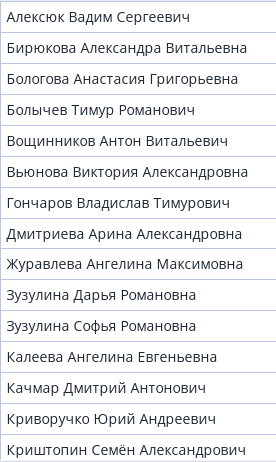 Алексюк Вадим Сергеевич
Бирюкова Александра Витальевна
Бологова Анастасия Григорьевна
Болычев Тимур Романович
Вощинников Антон Витальевич
Вьюнова Виктория Александровна
Гончаров Владислав Тимурович
Дмитриева Арина Александровна
Журавлева Ангелина Максимовна
Зузулина Дарья Романовна
Зузулина Софья Романовна
Калеева Ангелина Евгеньевна
Качмар Дмитрий Антонович
Криворучко Юрий Андреевич
Криштопин Семён Александрович